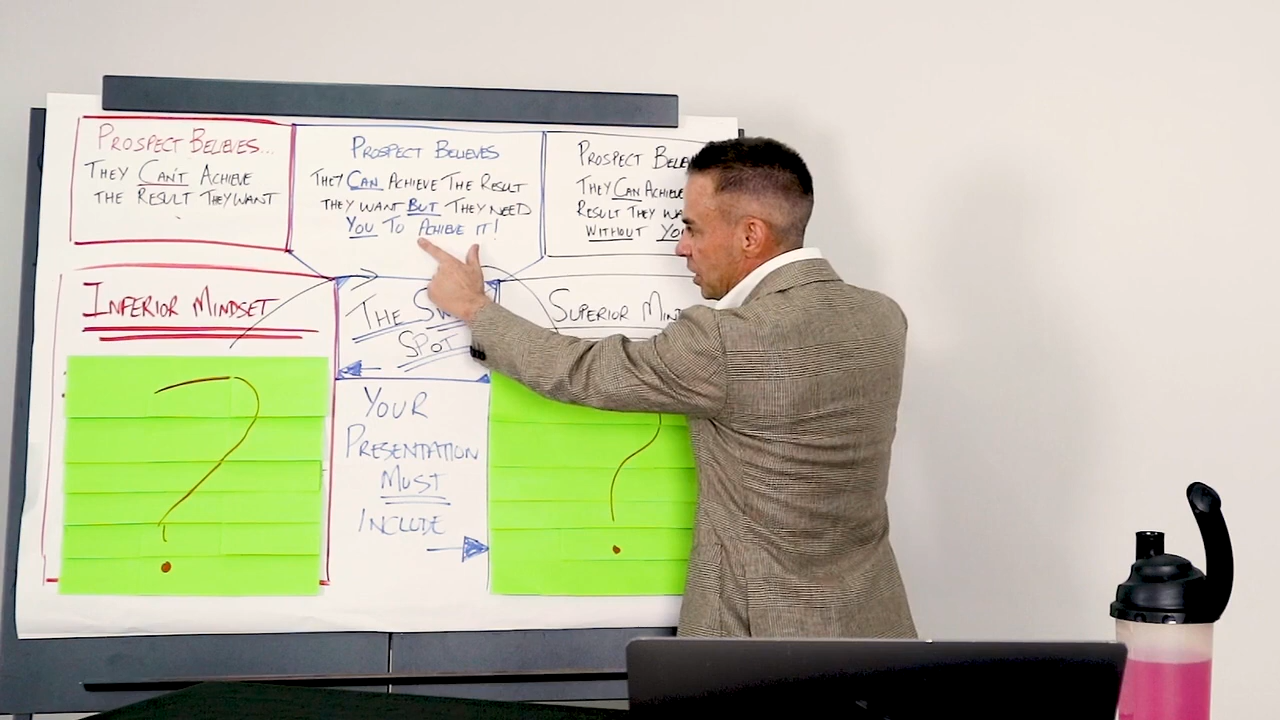 PROSPECT BELIEVES...
THEY CAN'T ACHIEVE
THE RESULT THEY WANT
PROSPECT BELIEVES
THEY CAN ACHIEVE THE RESULT
THEY WANT BUT THEY NEED
YOU TO ACHIEVE IT!
PROSPECT
THEY CAN ACHIEVE
RESULT THEY
WITHOUT
INFERIOR MINDSET
THE
SPOT
SUPERIOR
?
YOUR
PRESENTATION
MUST
INCLUDE
?